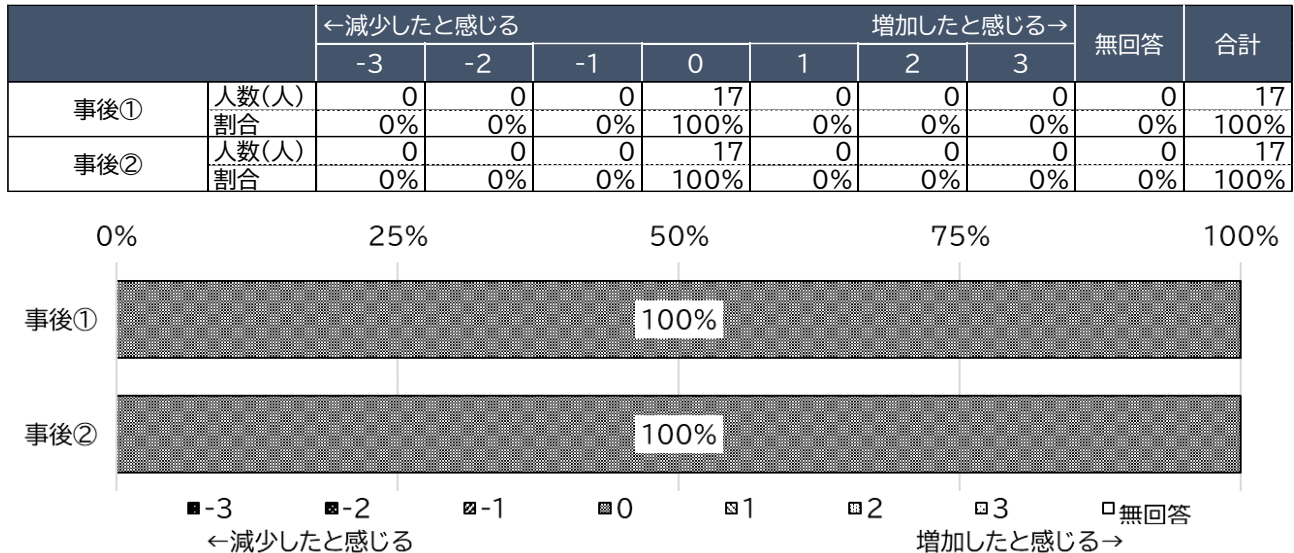 ←減少したと感じる 増加したと感じる→ 無回答 合計
-3 -2 -1 0 1 2 3
事後① 人数(人) 0 0 0 17 0 0 0 0 17
割合 0% 0% 0% 100% 0% 0% 0% 0% 100%
事後② 人数(人) 0 0 0 17 0 0 0 0 17
割合 0% 0% 0% 100% 0% 0% 0% 0% 100%
0% 25% 50% 75% 100%
事後① 100%
事後② 100%
-3 -2 -1 0 1 2 3 無回答
←減少したと感じる 増加したと感じる→